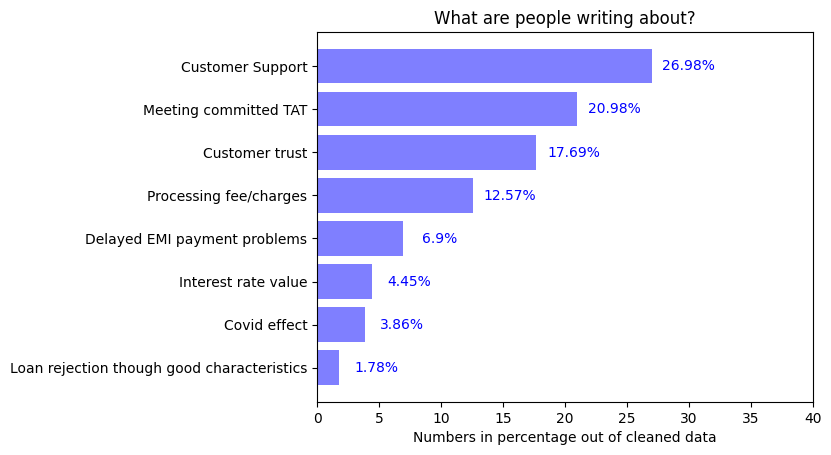 What are people writing about?
Customer Support 26.98%
Meeting committed TAT 20.98%
Customer trust 17.69%
Processing fee/charges 12.57%
Delayed EMI payment problems 6.9%
Interest rate value 4.45%
Covid effect 3.86%
Loan rejection though good characteristics 1.78%
0 5 10 15 20 25 30 35 40
Numbers in percentage out of cleaned data